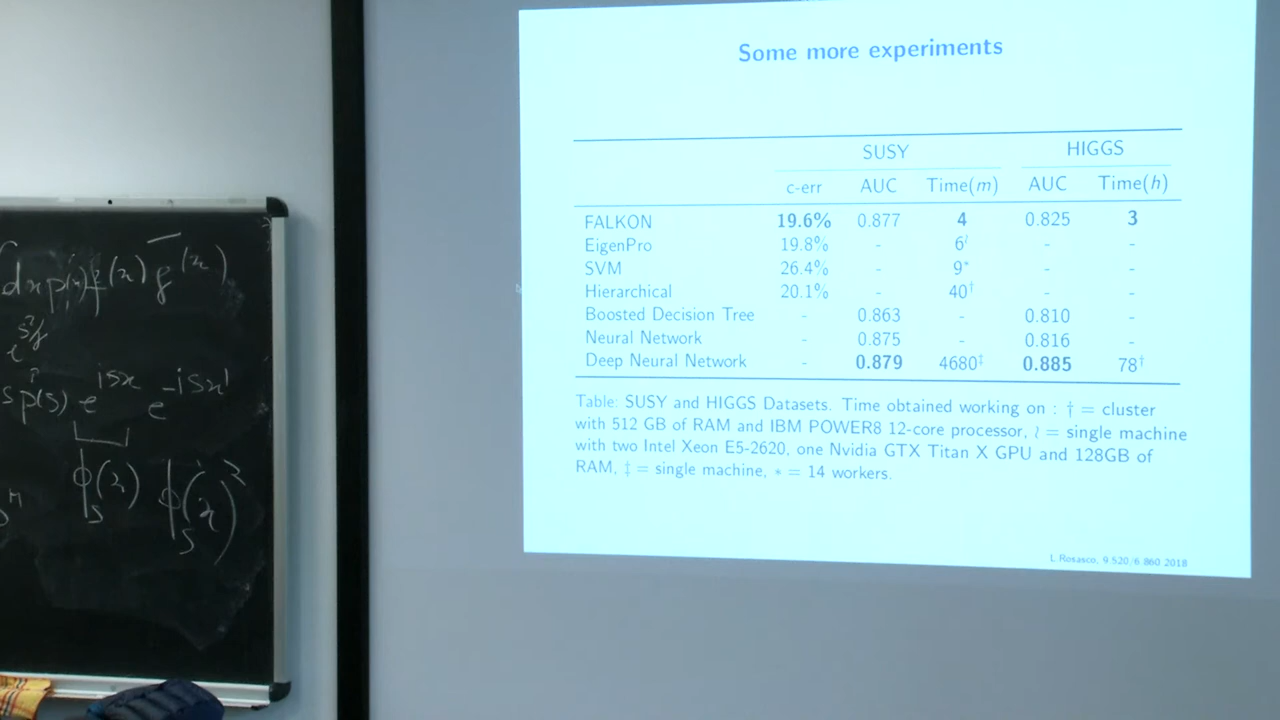 Some more experiments
SUSY HIGGS
c-err AUC Time(m) AUC Time(h)
FALKON 19.6% 0.877 4 0.825 3
EigenPro 19.8% - 6≀ - -
SVM 26.4% - 9* - -
Hierarchical 20.1% - 40† - -
Boosted Decision Tree - 0.863 - 0.810 -
Neural Network - 0.875 - 0.816 -
Deep Neural Network - 0.879 4680‡ 0.885 78†
Table: SUSY and HIGGS Datasets. Time obtained working on : † = cluster
with 512 GB of RAM and IBM POWER8 12-core processor, ≀ = single machine
with two Intel Xeon E5-2620, one Nvidia GTX Titan X GPU and 128GB of
RAM, ‡ = single machine, * = 14 workers.
L.Rosasco, 9.520/6.860 2018